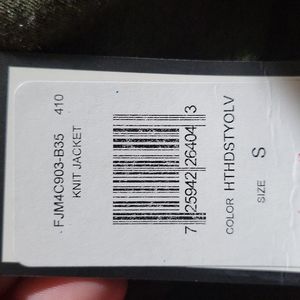 FJM4C903-B35 410
KNIT JACKET
7 25942 26404 3
COLOR HTHDSTYOLV
SIZE S